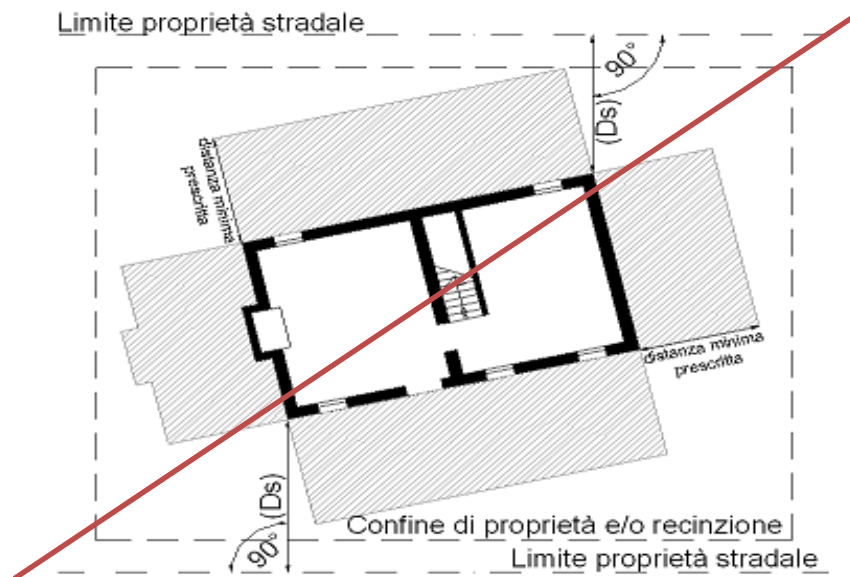 Limite proprietà stradale
90°
(Ds)
distanza minima
prescritta
distanza minima
prescritta
(Ds)
90°
Confine di proprietà e/o recinzione
Limite proprietà stradale